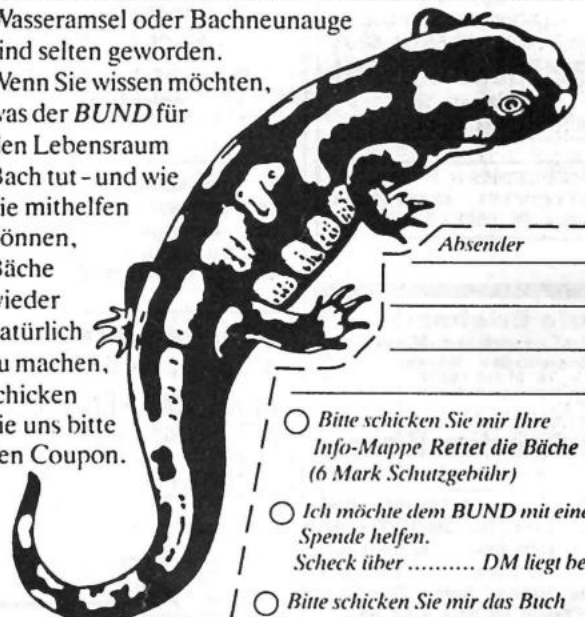 Wasseramsel oder Bachneunauge
ind selten geworden.
Wenn Sie wissen möchten,
was der BUND für
den Lebensraum
Bach tut - und wie
ie mithelfen
önnen,
Bäche
wieder
atürlich
u machen,
chicken
ie uns bitte
en Coupon.
Absender
Bitte schicken Sie mir Ihre
Info-Mappe Rettet die Bäche
(6 Mark Schutzgebühr)
Ich möchte dem BUND mit eine
Spende helfen.
Scheck über .......... DM liegt be
Bitte schicken Sie mir das Buch